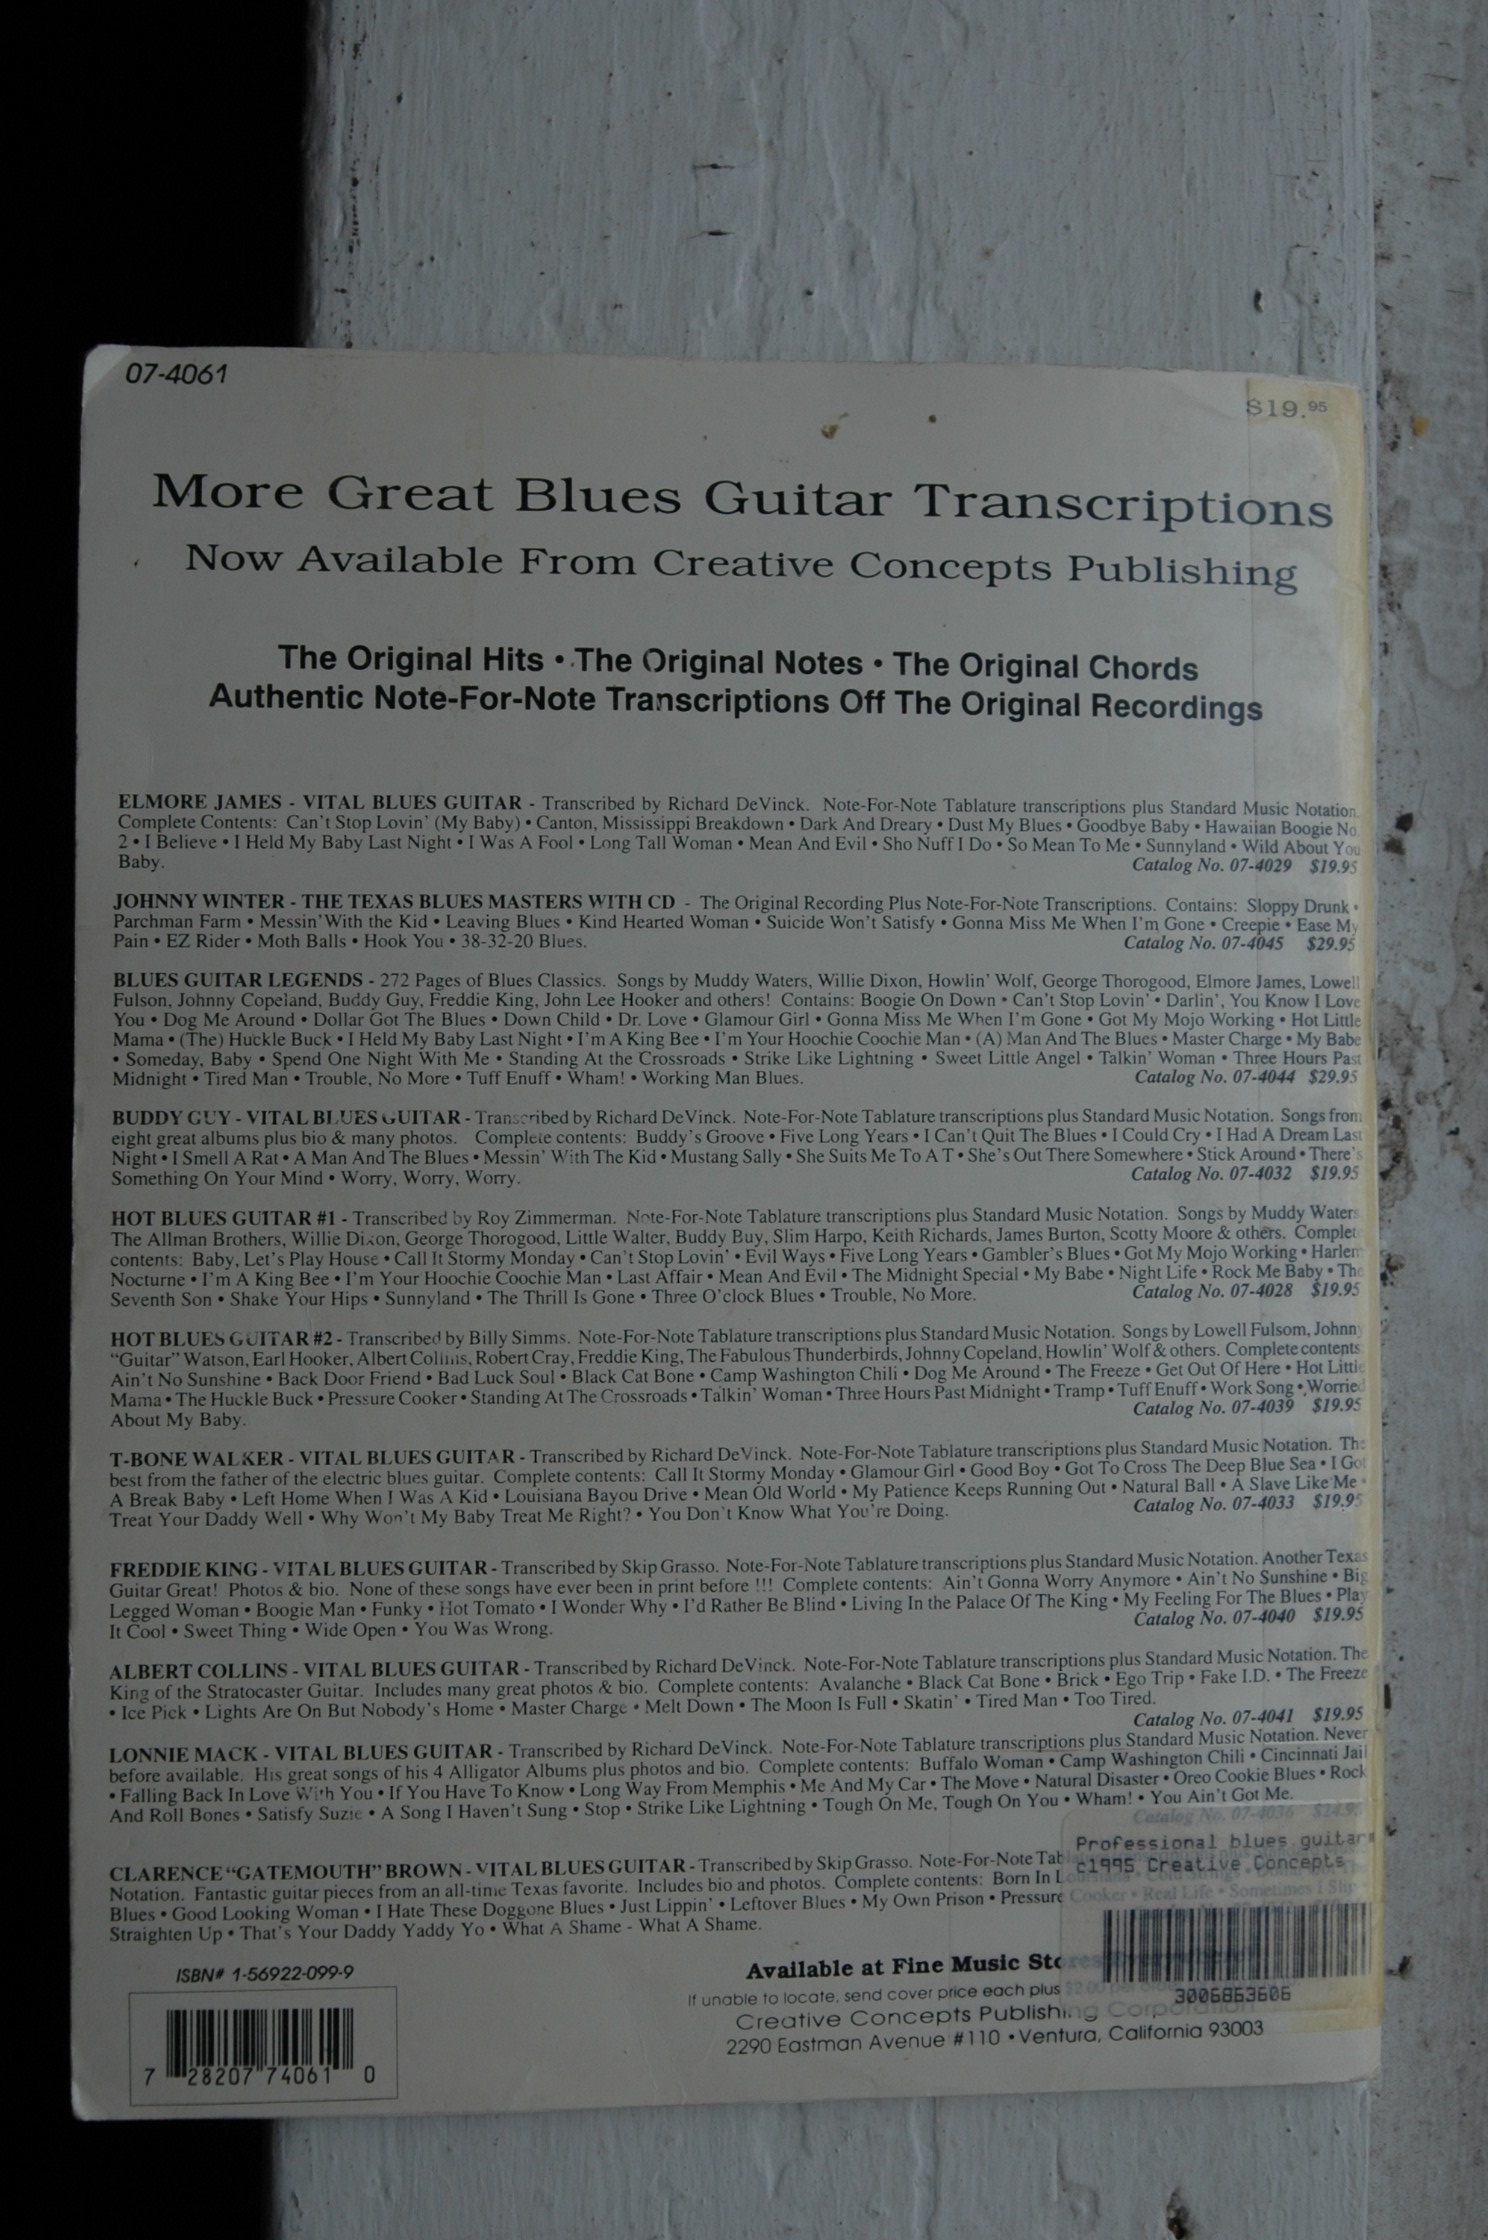 07-4061
$19.95
More Great Blues Guitar Transcriptions
Now Available From Creative Concepts Publishing
The Original Hits • The Original Notes • The Original Chords
Authentic Note-For-Note Transcriptions Off The Original Recordings
ELMORE JAMES - VITAL BLUES GUITAR - Transcribed by Richard DeVinck. Note-For-Note Tablature transcriptions plus Standard Music Notation.
Complete Contents: Can't Stop Lovin' (My Baby) • Canton, Mississippi Breakdown • Dark And Dreary • Dust My Blues • Goodbye Baby • Hawaiian Boogie No.
2 • I Believe • I Held My Baby Last Night • I Was A Fool • Long Tall Woman • Mean And Evil • Sho Nuff I Do • So Mean To Me • Sunnyland • Wild About You
Baby. Catalog No. 07-4029 $19.95
JOHNNY WINTER - THE TEXAS BLUES MASTERS WITH CD - The Original Recording Plus Note-For-Note Transcriptions. Contains: Sloppy Drunk •
Parchman Farm • Messin'With the Kid • Leaving Blues • Kind Hearted Woman • Suicide Won't Satisfy • Gonna Miss Me When I'm Gone • Creepie • Ease My
Pain • EZ Rider • Moth Balls • Hook You • 38-32-20 Blues. Catalog No. 07-4045 $29.95
BLUES GUITAR LEGENDS - 272 Pages of Blues Classics. Songs by Muddy Waters, Willie Dixon, Howlin' Wolf, George Thorogood, Elmore James, Lowell
Fulson, Johnny Copeland, Buddy Guy, Freddie King, John Lee Hooker and others! Contains: Boogie On Down • Can't Stop Lovin' • Darlin', You Know I Love
You • Dog Me Around • Dollar Got The Blues • Down Child • Dr. Love • Glamour Girl • Gonna Miss Me When I'm Gone • Got My Mojo Working • Hot Little
Mama • (The) Huckle Buck • I Held My Baby Last Night • I'm A King Bee • I'm Your Hoochie Coochie Man • (A) Man And The Blues • Master Charge • My Babe
• Someday, Baby • Spend One Night With Me • Standing At the Crossroads • Strike Like Lightning • Sweet Little Angel • Talkin' Woman • Three Hours Past
Midnight • Tired Man • Trouble, No More • Tuff Enuff • Wham! • Working Man Blues. Catalog No. 07-4044 $29.95
BUDDY GUY - VITAL BLUES GUITAR - Transcribed by Richard DeVinck. Note-For-Note Tablature transcriptions plus Standard Music Notation. Songs from
eight great albums plus bio & many photos. Complete contents: Buddy's Groove • Five Long Years • I Can't Quit The Blues • I Could Cry • I Had A Dream Last
Night • I Smell A Rat • A Man And The Blues • Messin' With The Kid • Mustang Sally • She Suits Me To A T • She's Out There Somewhere • Stick Around • There's
Something On Your Mind • Worry, Worry, Worry. Catalog No. 07-4032 $19.95
HOT BLUES GUITAR #1 - Transcribed by Roy Zimmerman. Note-For-Note Tablature transcriptions plus Standard Music Notation. Songs by Muddy Waters
The Allman Brothers, Willie Dixon, George Thorogood, Little Walter, Buddy Buy, Slim Harpo, Keith Richards, James Burton, Scotty Moore & others. Complet
contents: Baby, Let's Play House • Call It Stormy Monday • Can't Stop Lovin' • Evil Ways • Five Long Years • Gambler's Blues • Got My Mojo Working • Harlem
Nocturne • I'm A King Bee • I'm Your Hoochie Coochie Man • Last Affair • Mean And Evil • The Midnight Special • My Babe • Night Life • Rock Me Baby • The
Seventh Son • Shake Your Hips • Sunnyland • The Thrill Is Gone • Three O'clock Blues • Trouble, No More. Catalog No. 07-4028 $19.95
HOT BLUES GUITAR #2 - Transcribed by Billy Simms. Note-For-Note Tablature transcriptions plus Standard Music Notation. Songs by Lowell Fulsom, Johnny
"Guitar" Watson, Earl Hooker, Albert Collins, Robert Cray, Freddie King, The Fabulous Thunderbirds, Johnny Copeland, Howlin' Wolf & others. Complete contents
Ain't No Sunshine • Back Door Friend • Bad Luck Soul • Black Cat Bone • Camp Washington Chili • Dog Me Around • The Freeze • Get Out Of Here • Hot Little
Mama • The Huckle Buck • Pressure Cooker • Standing At The Crossroads • Talkin' Woman • Three Hours Past Midnight • Tramp • Tuff Enuff • Work Song • Worried
About My Baby. Catalog No. 07-4039 $19.95
T-BONE WALKER - VITAL BLUES GUITAR - Transcribed by Richard DeVinck. Note-For-Note Tablature transcriptions plus Standard Music Notation. The
best from the father of the electric blues guitar. Complete contents: Call It Stormy Monday • Glamour Girl • Good Boy • Got To Cross The Deep Blue Sea • I Got
A Break Baby • Left Home When I Was A Kid • Louisiana Bayou Drive • Mean Old World • My Patience Keeps Running Out • Natural Ball • A Slave Like Me •
Treat Your Daddy Well • Why Won't My Baby Treat Me Right? • You Don't Know What You're Doing. Catalog No. 07-4033 $19.95
FREDDIE KING - VITAL BLUES GUITAR - Transcribed by Skip Grasso. Note-For-Note Tablature transcriptions plus Standard Music Notation. Another Texas
Guitar Great! Photos & bio. None of these songs have ever been in print before !!! Complete contents: Ain't Gonna Worry Anymore • Ain't No Sunshine • Big
Legged Woman • Boogie Man • Funky • Hot Tomato • I Wonder Why • I'd Rather Be Blind • Living In the Palace Of The King • My Feeling For The Blues • Play
It Cool • Sweet Thing • Wide Open • You Was Wrong. Catalog No. 07-4040 $19.95
ALBERT COLLINS - VITAL BLUES GUITAR - Transcribed by Richard DeVinck. Note-For-Note Tablature transcriptions plus Standard Music Notation. The
King of the Stratocaster Guitar. Includes many great photos & bio. Complete contents: Avalanche • Black Cat Bone • Brick • Ego Trip • Fake I.D. • The Freeze
• Ice Pick • Lights Are On But Nobody's Home • Master Charge • Melt Down • The Moon Is Full • Skatin' • Tired Man • Too Tired.
Catalog No. 07-4041 $19.95
LONNIE MACK - VITAL BLUES GUITAR - Transcribed by Richard DeVinck. Note-For-Note Tablature transcriptions plus Standard Music Notation. Never
before available. His great songs of his 4 Alligator Albums plus photos and bio. Complete contents: Buffalo Woman • Camp Washington Chili • Cincinnati Jail
• Falling Back In Love With You • If You Have To Know • Long Way From Memphis • Me And My Car • The Move • Natural Disaster • Oreo Cookie Blues • Rock
And Roll Bones • Satisfy Suzie • A Song I Haven't Sung • Stop • Strike Like Lightning • Tough On Me, Tough On You • Wham! • You Ain't Got Me.
Catalog No. 07-4036 $24.95
Professional blues guitar
c1995 Creative Concepts
CLARENCE "GATEMOUTH" BROWN - VITAL BLUES GUITAR - Transcribed by Skip Grasso. Note-For-Note Tab
Notation. Fantastic guitar pieces from an all-time Texas favorite. Includes bio and photos. Complete contents: Born In Louisiana • Cold Strings
Blues • Good Looking Woman • I Hate These Doggone Blues • Just Lippin' • Leftover Blues • My Own Prison • Pressure Cooker • Real Life • Sometimes I Slip
Straighten Up • That's Your Daddy Yaddy Yo • What A Shame - What A Shame.
3006863606
Available at Fine Music Stores
If unable to locate, send cover price each plus $2.00 per
Creative Concepts Publishing Corporation
2290 Eastman Avenue #110 • Ventura, California 93003
ISBN# 1-56922-099-9
7 28207 74061 0